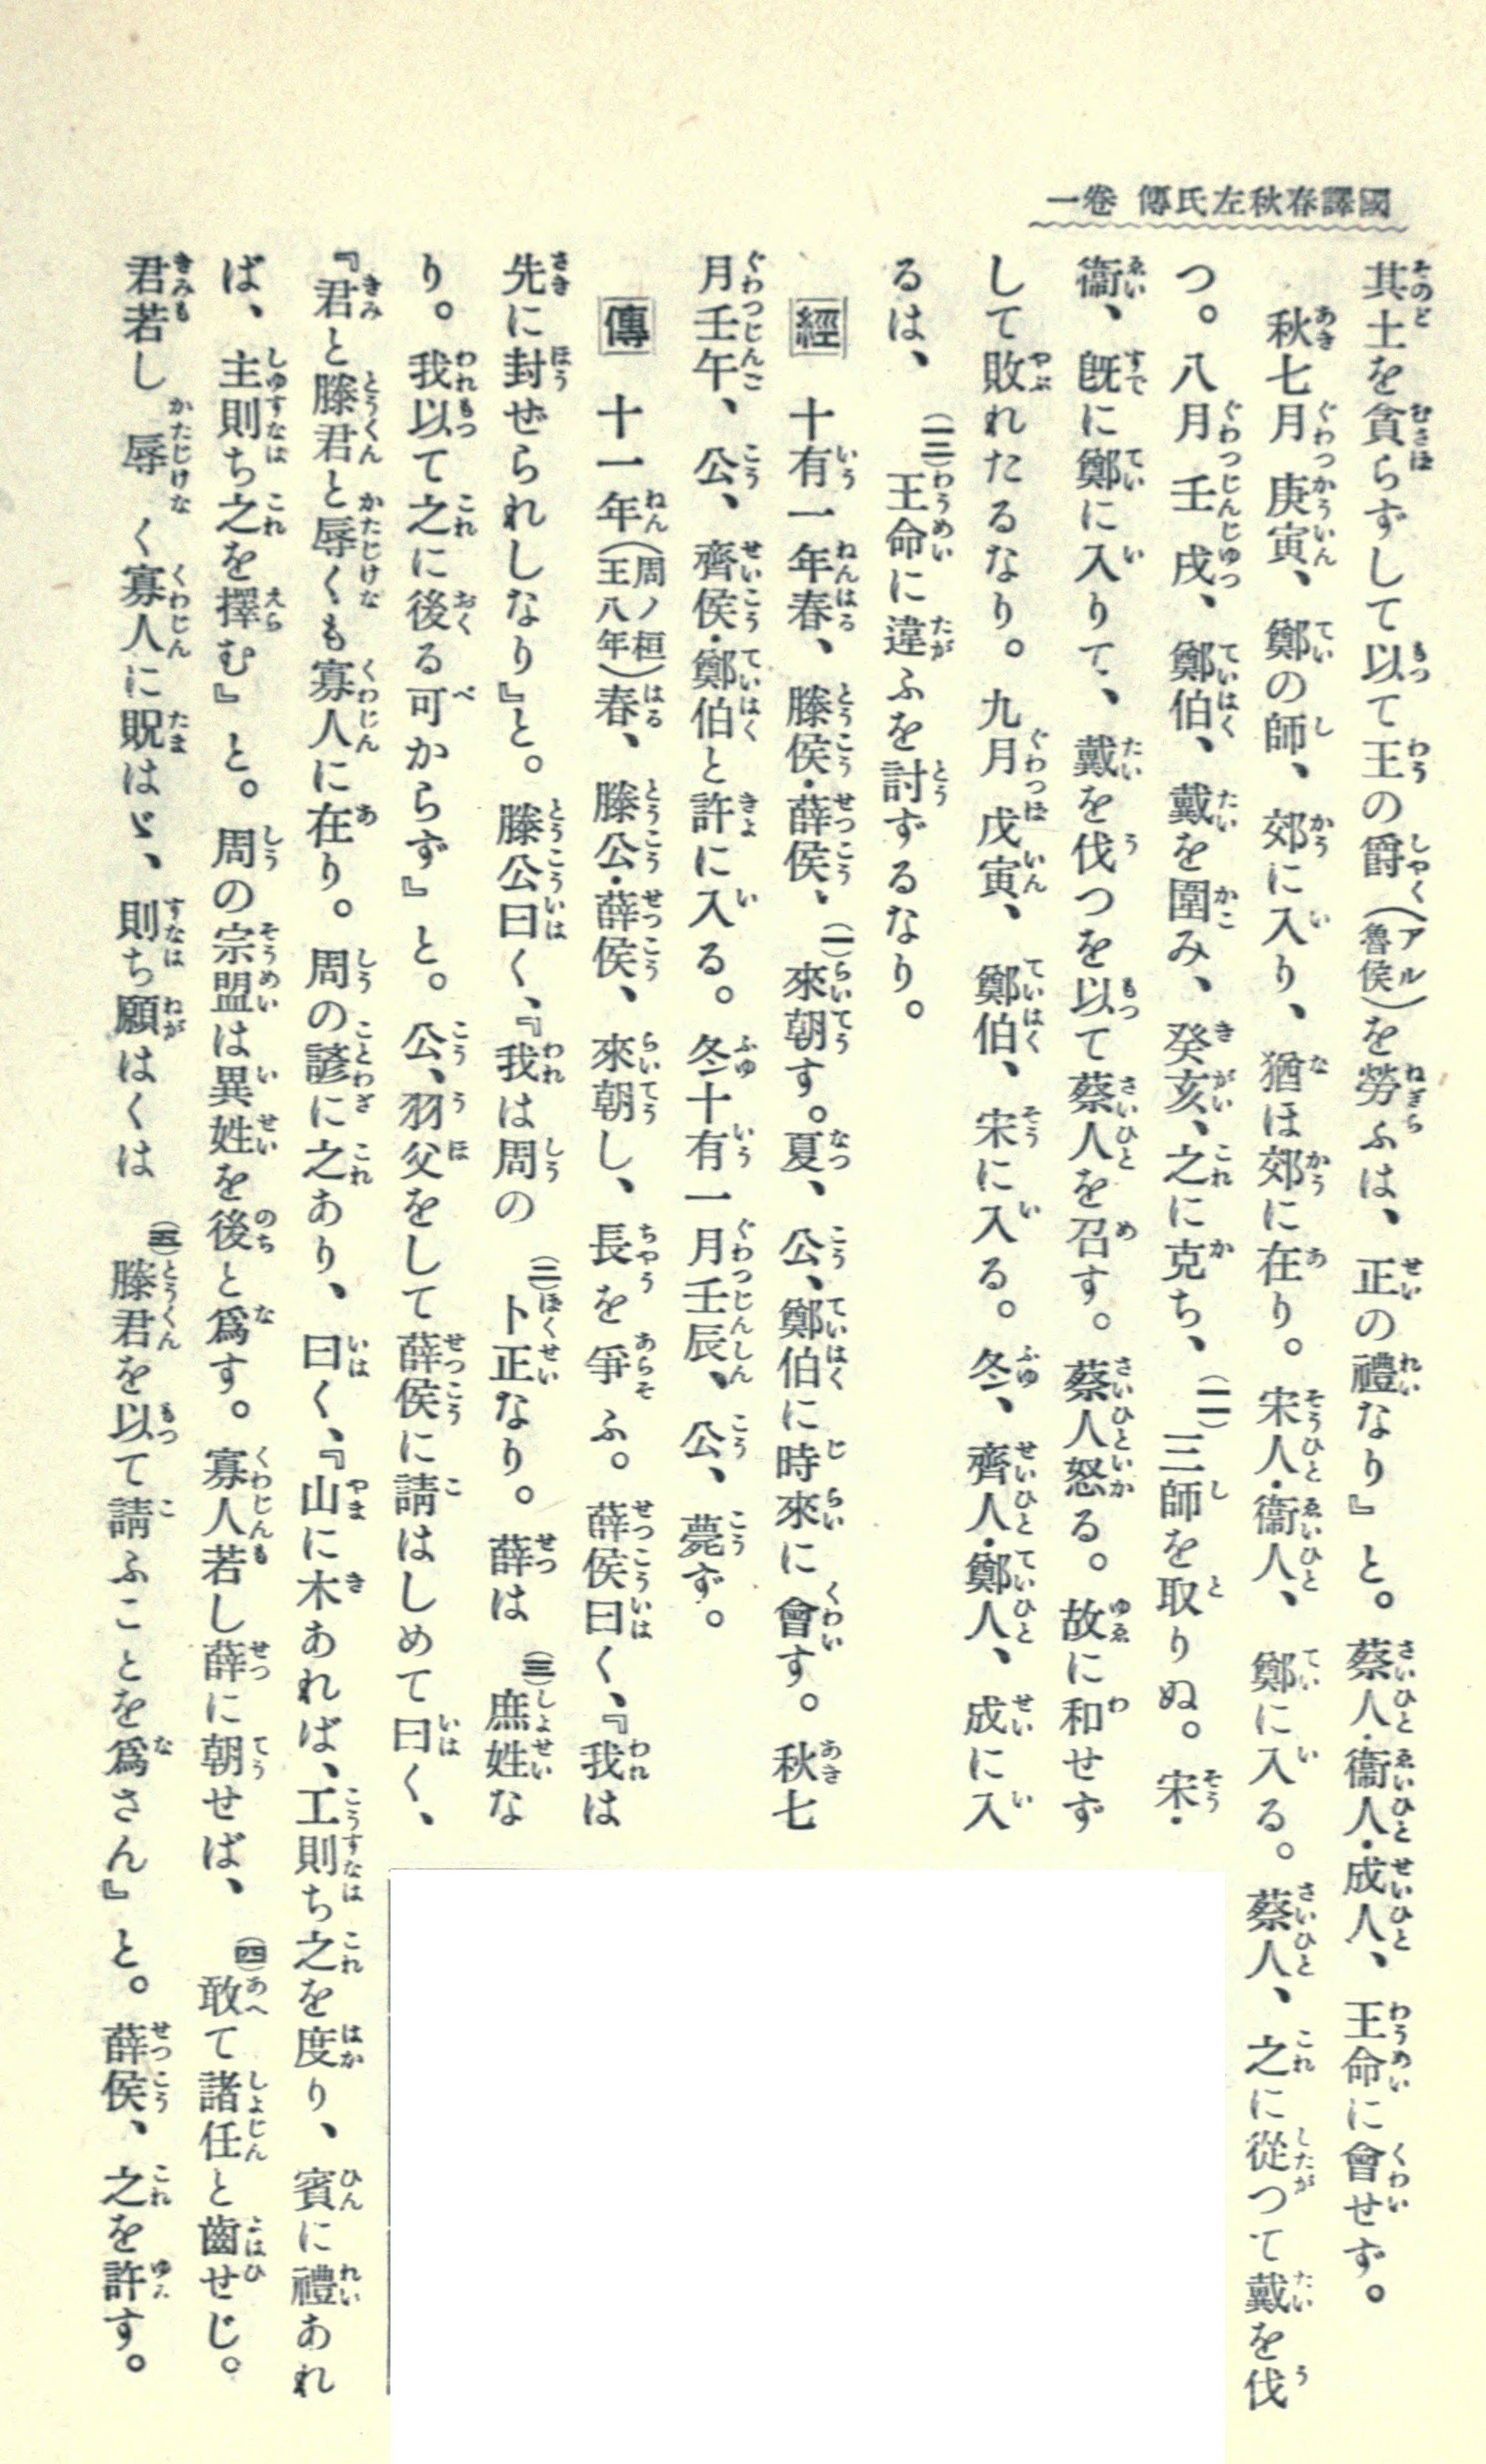 國譯春秋左氏傳 卷一
其土を貪らずして以て王の爵（魯侯アル）を勞ふは、正の禮なり』と。蔡人・衞人・成人、王命に會せず。
秋七月庚寅、鄭の師、郊に入り、猶ほ郊に在り。宋人・衞人、鄭に入る。蔡人、之に從つて戴を伐
つ。八月壬戌、鄭伯、戴を圍み、癸亥、之に克ち、（一二）三師を取りぬ。宋・
衞、旣に鄭に入りて、戴を伐つを以て蔡人を召す。蔡人怒る。故に和せず
して敗れたるなり。九月戊寅、鄭伯、宋に入る。冬、齊人・鄭人、成に入
るは、（一三）王命に違ふを討ずるなり。
經 十有一年春、滕侯・薛侯、（一）來朝す。夏、公、鄭伯に時來に會す。秋七
月壬午、公、齊侯・鄭伯と許に入る。冬十有一月壬辰、公、薨ず。
傳 十一年（周ノ桓王八年）春、滕公・薛侯、來朝し、長を爭ふ。薛侯曰く、『我は
先に封ぜられしなり』と。滕公曰く、『我は周の（二）卜正なり。薛は（三）庶姓な
り。我以て之に後る可からず』と。公、羽父をして薛侯に請はしめて曰く、
『君と滕君と辱くも寡人に在り。周の諺に之あり、曰く、『山に木あれば、工則ち之を度り、賓に禮あれ
ば、主則ち之を擇む』と。周の宗盟は異姓を後と爲す。寡人若し薛に朝せば、（四）敢て諸任と齒せじ。
君若し辱く寡人に貺はゞ、則ち願はくは（五）滕君を以て請ふことを爲さん』と。薛侯、之を許す。